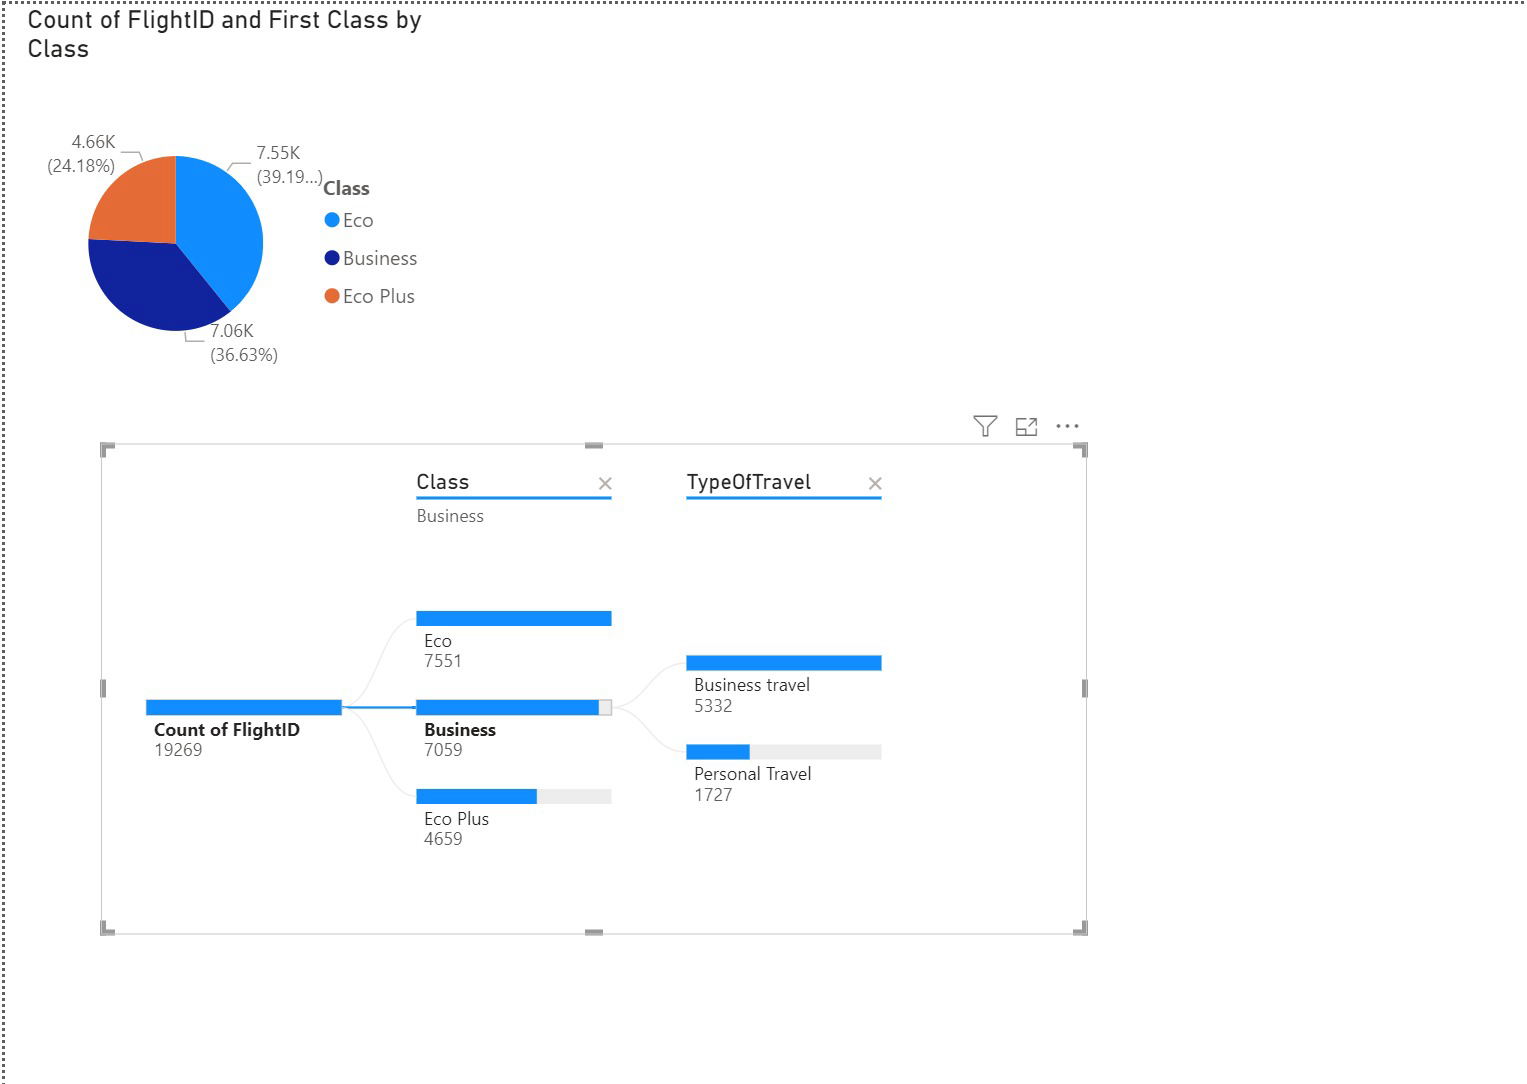 Count of FlightID and First Class by
Class
4.66K
(24.18%)
7.55K
(39.19...)
Class
Eco
Business
Eco Plus
7.06K
(36.63%)
Class
TypeOfTravel
Business
Eco
7551
Business travel
5332
Count of FlightID
19269
Business
7059
Personal Travel
1727
Eco Plus
4659